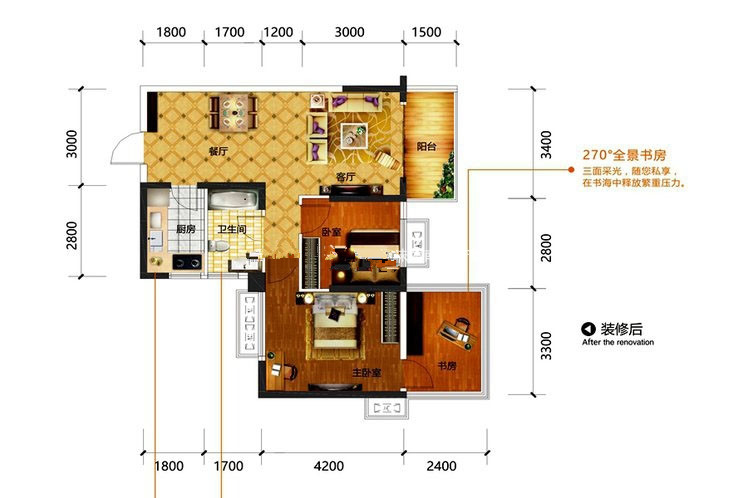 1800 1700 1200 3000 1500
3000
2800
3400
2800
3300
餐厅
客厅
阳台
厨房
卫生间
卧室
主卧室
书房
270°全景书房
三面采光，随您私享，
在书海中释放繁重压力。
装修后
After the renovation
1800 1700 4200 2400